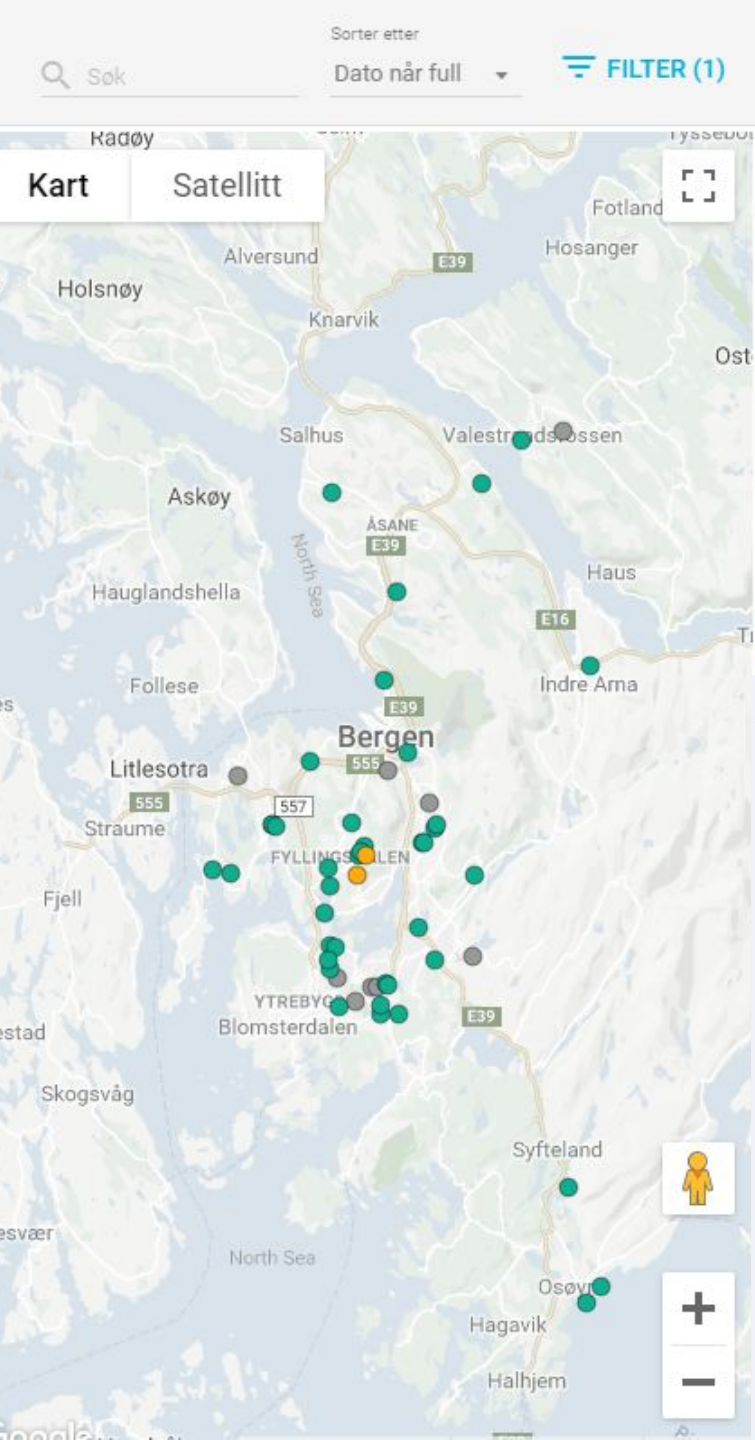 Sorter etter
Søk
Dato når full
FILTER (1)
Radøy
Kart
Satellitt
Fotland
Alversund
E39
Hosanger
Holsnøy
Knarvik
Ost
Salhus
Askøy
ÅSANE
E39
North Sea
Haus
Hauglandshella
E16
Follese
Indre Arna
E39
Bergen
Litlesotra
555
555
557
Straume
Fjell
Blomsterdalen
E39
Skogsvåg
Syfteland
North Sea
Hagavik
Halhjem